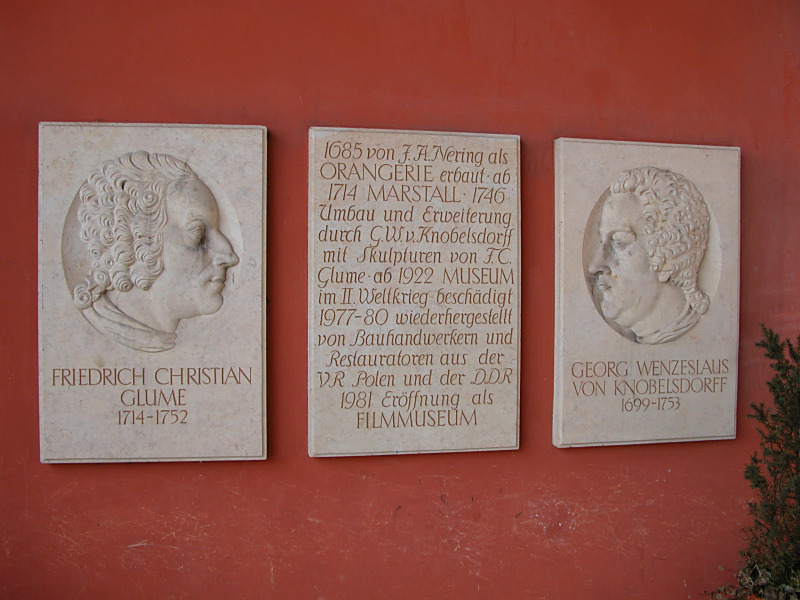 FRIEDRICH CHRISTIAN
GLUME
1714-1752
1685 von J.A.Nering als
ORANGERIE erbaut · ab
1714 MARSTALL · 1746
Umbau und Erweiterung
durch G.W.v.Knobelsdorff
mit Skulpturen von F.C.
Glume · ab 1922 MUSEUM
im II. Weltkrieg beschädigt
1977-80 wiederhergestellt
von Bauhandwerkern und
Restauratoren aus der
VR Polen und der DDR
1981 Eröffnung als
FILMMUSEUM
GEORG WENZESLAUS
VON KNOBELSDORFF
1699-1753